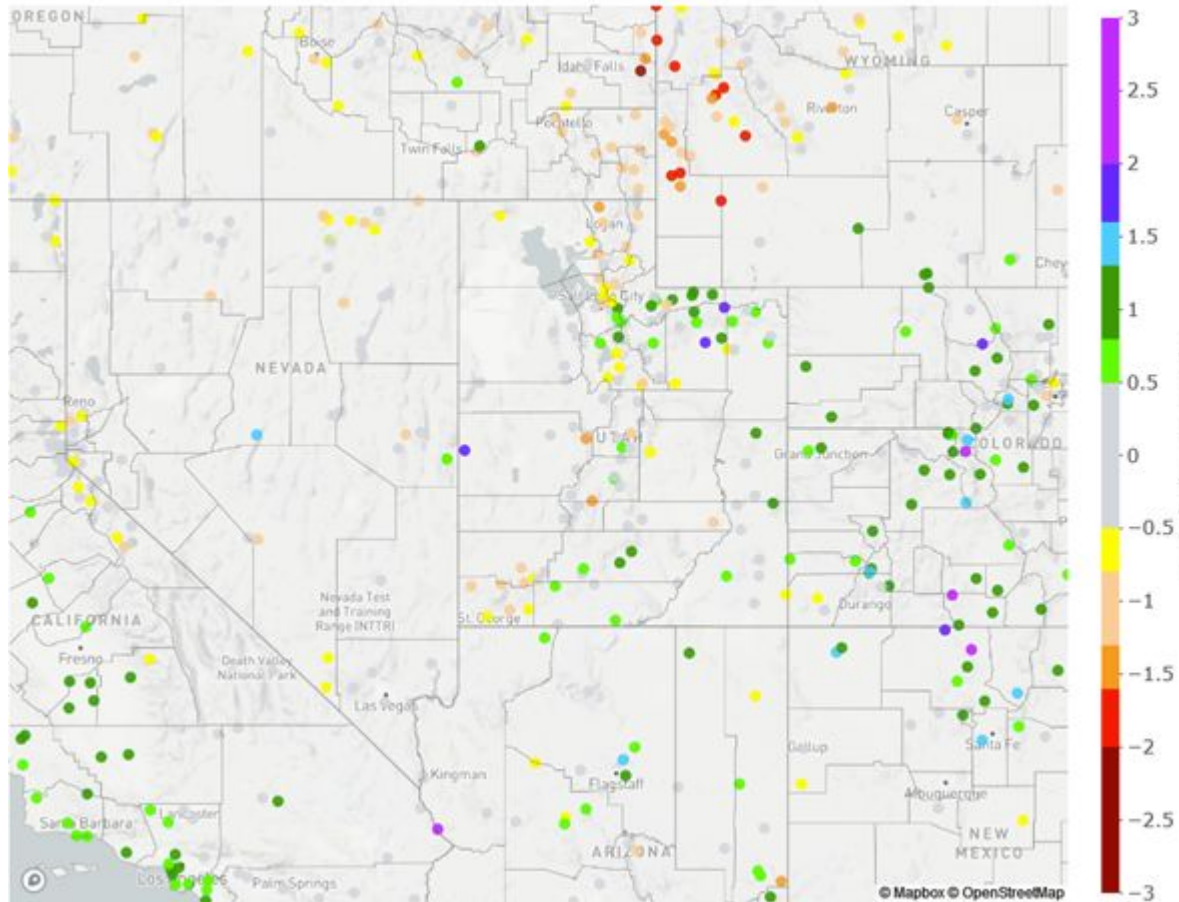 OREGON
3
Boise
2.5
Idaho Falls
WYOMING
Riverton
Casper
Pocatello
2
Twin Falls
Logan
1.5
Chey
Salt Lake City
1
NEVADA
0.5
Reno
UTAH
COLORADO
Grand Junction
0
−0.5
Nevada Test
and Training
Range (NTTR)
St. George
Durango
−1
CALIFORNIA
Fresno
Death Valley
National Park
Las Vegas
−1.5
Gallup
Santa Fe
Kingman
Flagstaff
Albuquerque
−2
Santa Barbara
Lancaster
NEW
MEXICO
ARIZONA
−2.5
Los Angeles
Palm Springs
© Mapbox © OpenStreetMap
−3